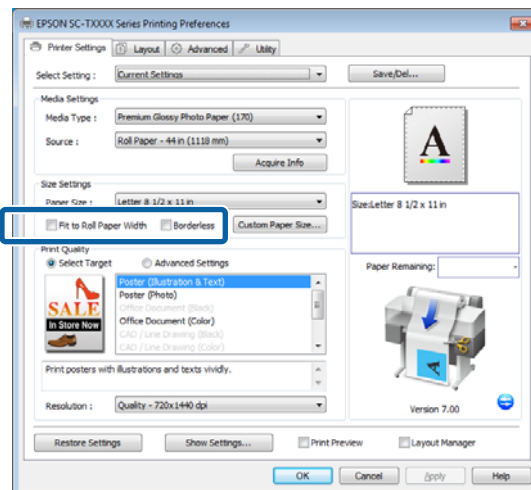 EPSON SC-TXXXX Series Printing Preferences
Printer Settings Layout Advanced Utility
Select Setting : Current Settings Save/Del...
Media Settings
Media Type : Premium Glossy Photo Paper (170)
Source : Roll Paper - 44 in (1118 mm)
Acquire Info
A
Size Settings
Paper Size : Letter 8 1/2 x 11 in
Size:Letter 8 1/2 x 11 in
Fit to Roll Paper Width Borderless Custom Paper Size...
Print Quality
Select Target Advanced Settings
Paper Remaining: -
SALE
In Store Now
Poster (Illustration & Text)
Poster (Photo)
Office Document (Black)
Office Document (Color)
CAD / Line Drawing (Black)
CAD / Line Drawing (Color)
Print posters with illustrations and texts vividly.
Resolution : Quality - 720x1440 dpi
Version 7.00
Restore Settings Show Settings... Print Preview Layout Manager
OK Cancel Apply Help